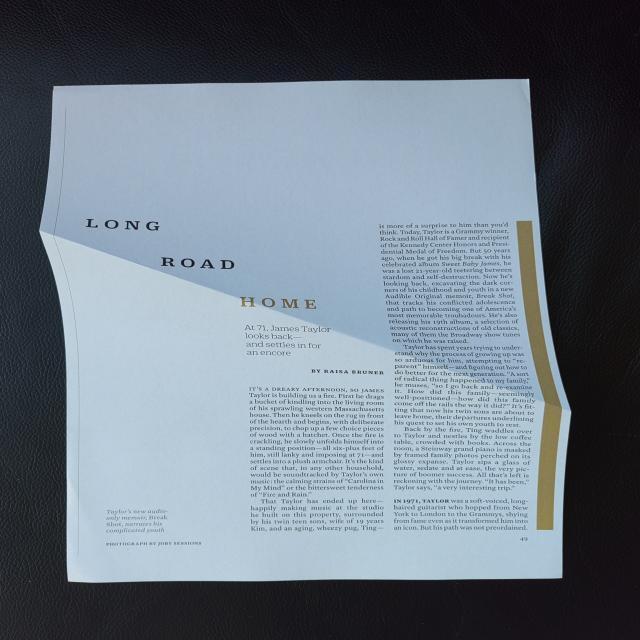 LONG
ROAD
HOME
At 71, James Taylor
looks back—
and settles in for
an encore
BY RAISA BRUNER
IT'S A DREARY AFTERNOON, SO JAMES
Taylor is building us a fire. First he drags
a bucket of kindling into the living room
of his sprawling western Massachusetts
house. Then he kneels on the rug in front
of the hearth and begins, with deliberate
precision, to chop up a few choice pieces
of wood with a hatchet. Once the fire is
crackling, he slowly unfolds himself into
a standing position—all six-plus feet of
him, still lanky and imposing at 71—and
settles into a plush armchair. It's the kind
of scene that, in any other household,
would be soundtracked by Taylor's own
music: the calming strains of "Carolina in
My Mind" or the bittersweet tenderness
of "Fire and Rain."
That Taylor has ended up here—
happily making music at the studio
he built on this property, surrounded
by his twin teen sons, wife of 19 years
Kim, and an aging, wheezy pug, Ting—
is more of a surprise to him than you'd
think. Today, Taylor is a Grammy winner,
Rock and Roll Hall of Famer and recipient
of the Kennedy Center Honors and Presi-
dential Medal of Freedom. But 50 years
ago, when he got his big break with his
celebrated album Sweet Baby James, he
was a lost 21-year-old teetering between
stardom and self-destruction. Now he's
looking back, excavating the dark cor-
ners of his childhood and youth in a new
Audible Original memoir, Break Shot,
that tracks his conflicted adolescence
and path to becoming one of America's
most memorable troubadours. He's also
releasing his 19th album, a selection of
acoustic reconstructions of old classics,
many of them the Broadway show tunes
on which he was raised.
Taylor has spent years trying to under-
stand why the process of growing up was
so arduous for him, attempting to "re-
parent" himself—and figuring out how to
do better for the next generation. "A sort
of radical thing happened to my family,"
he muses, "so I go back and re-examine
it. How did this family—seemingly
well-positioned—how did this family
come off the rails the way it did?" It's fit-
ting that now his twin sons are about to
leave home, their departures underlining
his quest to set his own youth to rest.
Back by the fire, Ting waddles over
to Taylor and nestles by the low coffee
table, crowded with books. Across the
room, a Steinway grand piano is masked
by framed family photos perched on its
glossy expanse. Taylor sips a glass of
water, sedate and at ease, the very pic-
ture of boomer success. All that's left is
reckoning with the journey. "It has been,"
Taylor says, "a very interesting trip."
IN 1971, TAYLOR was a soft-voiced, long-
haired guitarist who hopped from New
York to London to the Grammys, shying
from fame even as it transformed him into
an icon. But his path was not preordained.
Taylor's new audio-
only memoir, Break
Shot, narrates his
complicated youth
PHOTOGRAPH BY JOBY SESSIONS
49